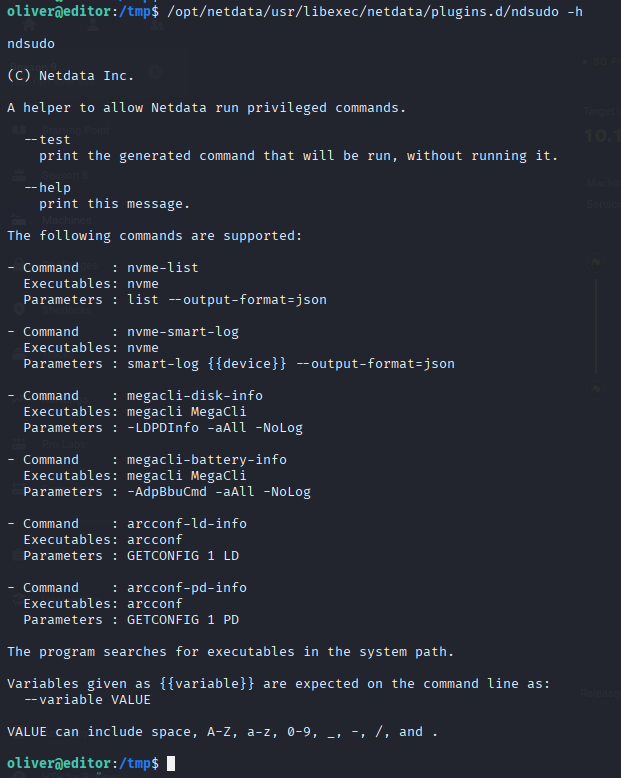 oliver@editor:/tmp$ /opt/netdata/usr/libexec/netdata/plugins.d/ndsudo -h
ndsudo
(C) Netdata Inc.
A helper to allow Netdata run privileged commands.
--test
print the generated command that will be run, without running it.
--help
print this message.
The following commands are supported:
- Command    : nvme-list
Executables: nvme
Parameters : list --output-format=json
- Command    : nvme-smart-log
Executables: nvme
Parameters : smart-log {{device}} --output-format=json
- Command    : megacli-disk-info
Executables: megacli MegaCli
Parameters : -LDPDInfo -aAll -NoLog
- Command    : megacli-battery-info
Executables: megacli MegaCli
Parameters : -AdpBbuCmd -aAll -NoLog
- Command    : arcconf-ld-info
Executables: arcconf
Parameters : GETCONFIG 1 LD
- Command    : arcconf-pd-info
Executables: arcconf
Parameters : GETCONFIG 1 PD
The program searches for executables in the system path.
Variables given as {{variable}} are expected on the command line as:
--variable VALUE
VALUE can include space, A-Z, a-z, 0-9, _, -, /, and .
oliver@editor:/tmp$